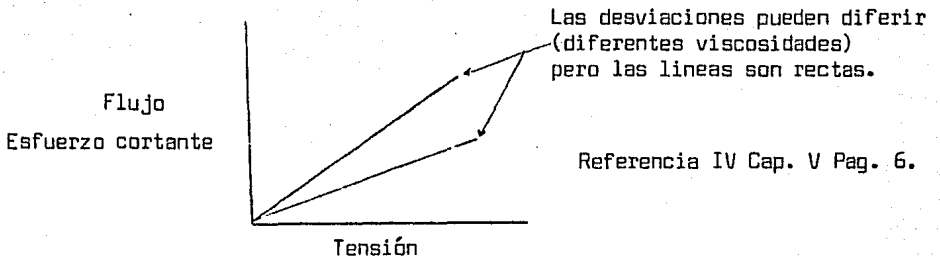 Las desviaciones pueden diferir
(diferentes viscosidades)
pero las lineas son rectas.
Flujo
Esfuerzo cortante
Referencia IV Cap. V Pag. 6.
Tensión